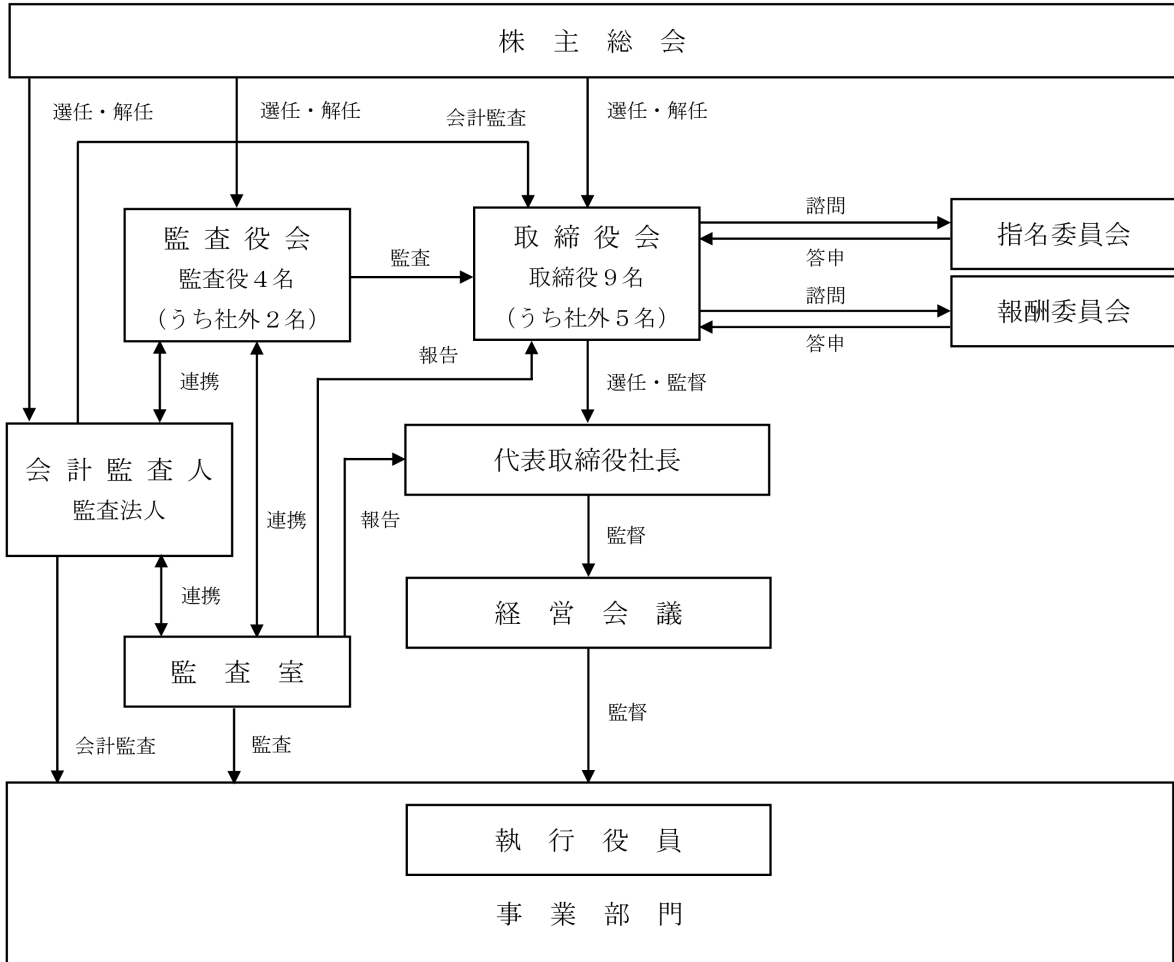 株主総会
選任・解任
選任・解任
会計監査
選任・解任
監査役会
監査役４名
（うち社外２名）
監査
取締役会
取締役９名
（うち社外５名）
諮問
答申
指名委員会
諮問
答申
報酬委員会
連携
報告
選任・監督
会計監査人
監査法人
代表取締役社長
連携
報告
監督
連携
経営会議
監査室
会計監査
監査
監督
執行役員
事業部門